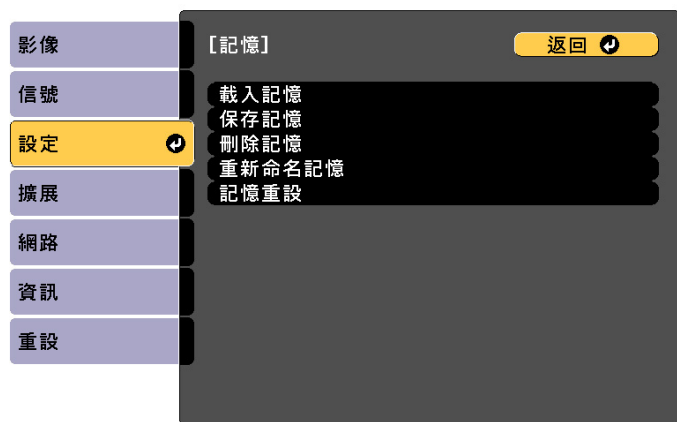 影像
信號
設定
擴展
網路
資訊
重設
[記憶]
返回
載入記憶
保存記憶
刪除記憶
重新命名記憶
記憶重設